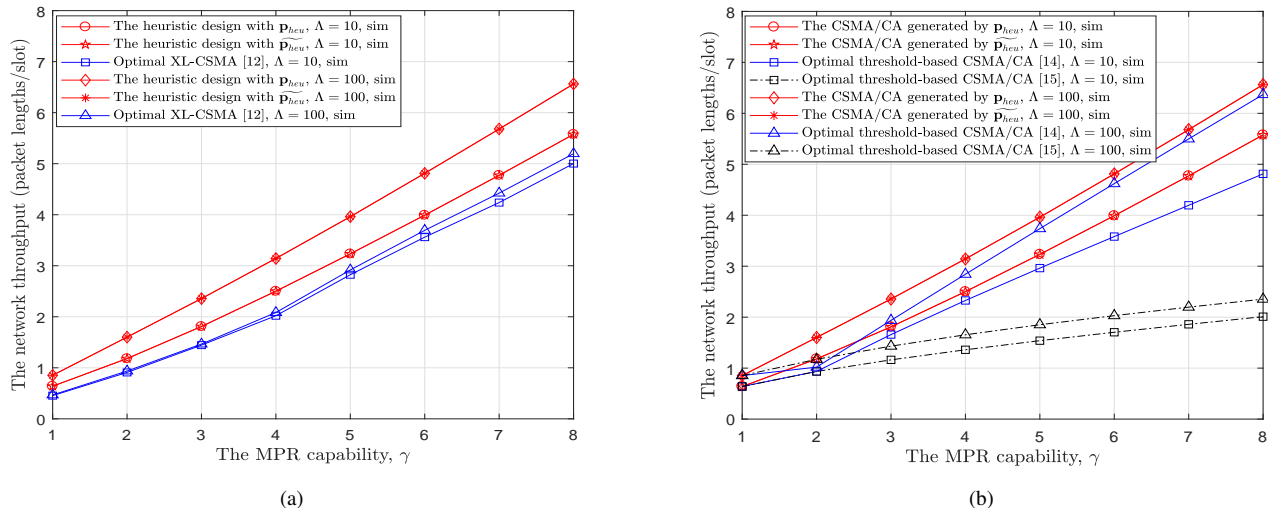 The network throughput (packet lengths/slot)
8
7
6
5
4
3
2
1
0
The heuristic design with p_heu, Λ = 10, sim
The heuristic design with \widetilde{p_heu}, Λ = 10, sim
Optimal XL-CSMA [12], Λ = 10, sim
The heuristic design with p_heu, Λ = 100, sim
The heuristic design with \widetilde{p_heu}, Λ = 100, sim
Optimal XL-CSMA [12], Λ = 100, sim
1 2 3 4 5 6 7 8
The MPR capability, γ
(a)
The network throughput (packet lengths/slot)
8
7
6
5
4
3
2
1
0
The CSMA/CA generated by p_heu, Λ = 10, sim
The CSMA/CA generated by \widetilde{p_heu}, Λ = 10, sim
Optimal threshold-based CSMA/CA [14], Λ = 10, sim
Optimal threshold-based CSMA/CA [15], Λ = 10, sim
The CSMA/CA generated by p_heu, Λ = 100, sim
The CSMA/CA generated by \widetilde{p_heu}, Λ = 100, sim
Optimal threshold-based CSMA/CA [14], Λ = 100, sim
Optimal threshold-based CSMA/CA [15], Λ = 100, sim
1 2 3 4 5 6 7 8
The MPR capability, γ
(b)